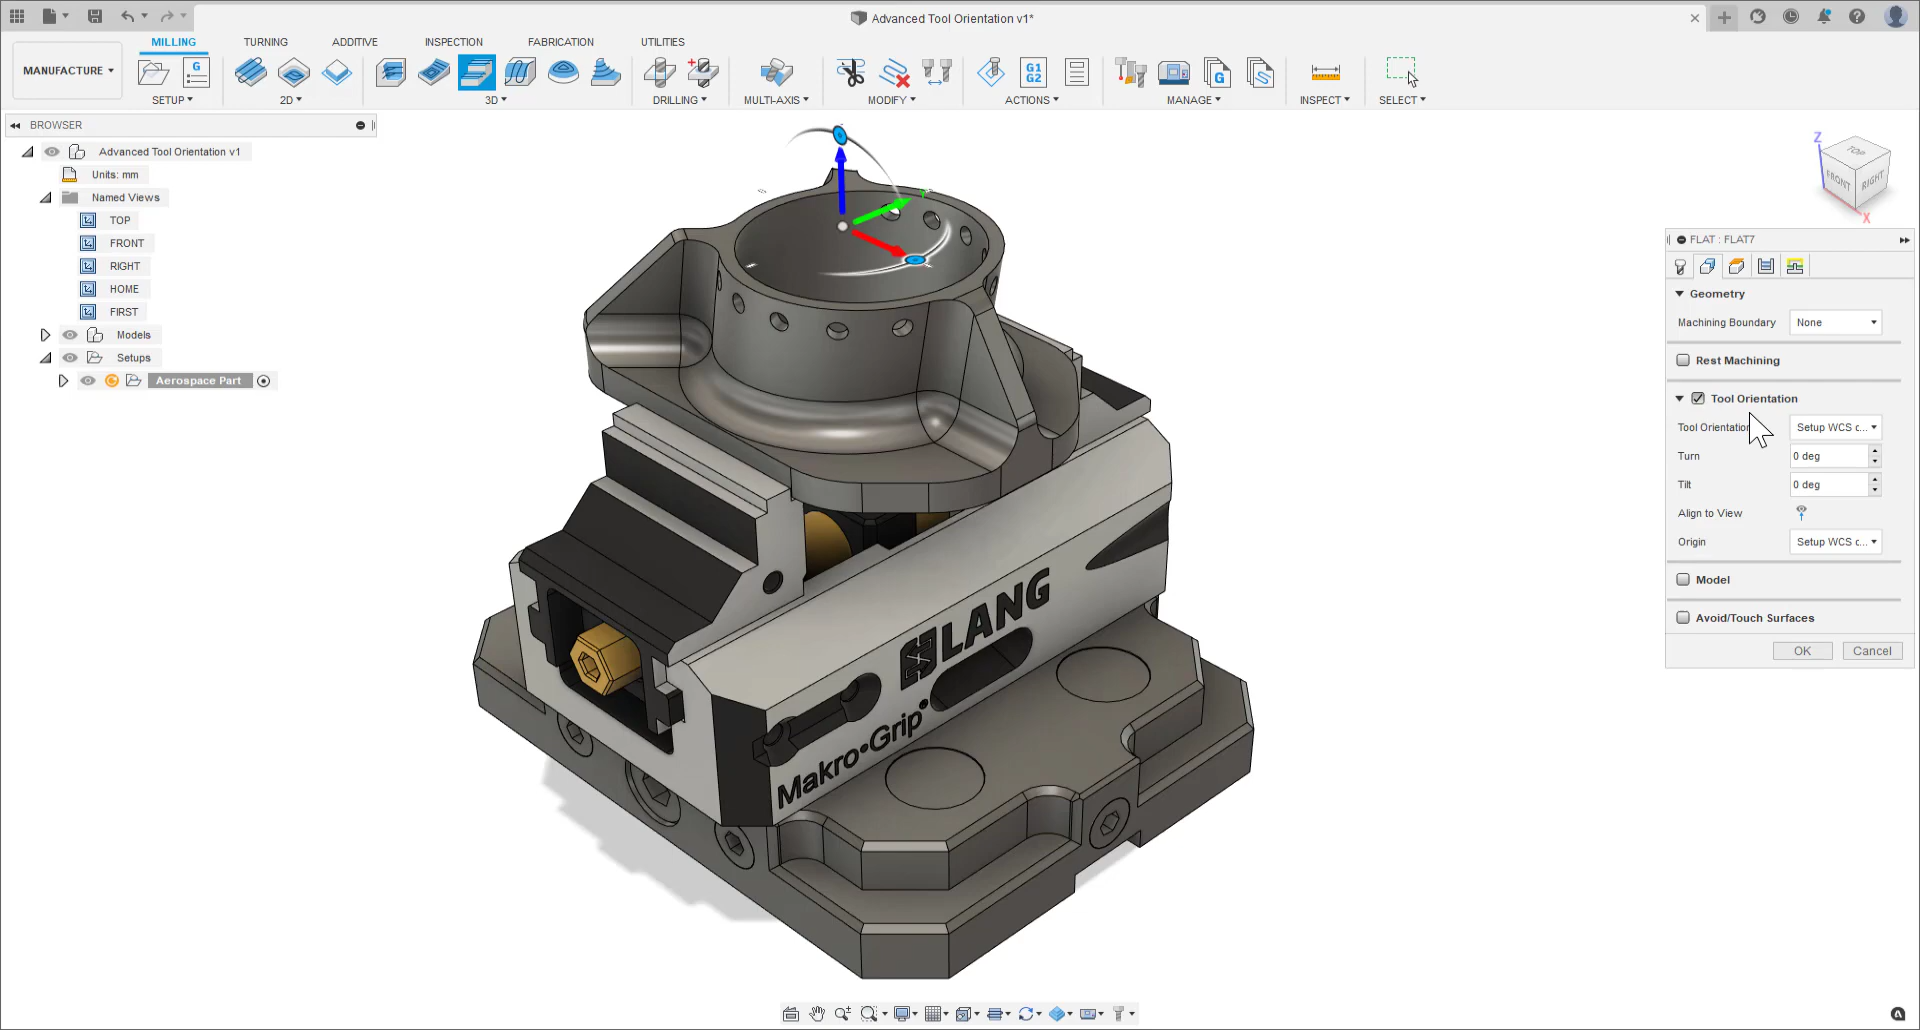 Advanced Tool Orientation v1*
MANUFACTURE
MILLING
TURNING
ADDITIVE
INSPECTION
FABRICATION
UTILITIES
G
G1
G2
G
S
SETUP
2D
3D
DRILLING
MULTI-AXIS
MODIFY
ACTIONS
MANAGE
INSPECT
SELECT
BROWSER
Advanced Tool Orientation v1
Units: mm
Named Views
TOP
FRONT
RIGHT
HOME
FIRST
Models
Setups
Aerospace Part
Z
TOP
FRONT
RIGHT
X
FLAT : FLAT7
Geometry
Machining Boundary
None
Rest Machining
Tool Orientation
Tool Orientation
Setup WCS c...
Turn
0 deg
Tilt
0 deg
Align to View
Origin
Setup WCS c...
Model
Avoid/Touch Surfaces
OK
Cancel
LANG
Makro•Grip®